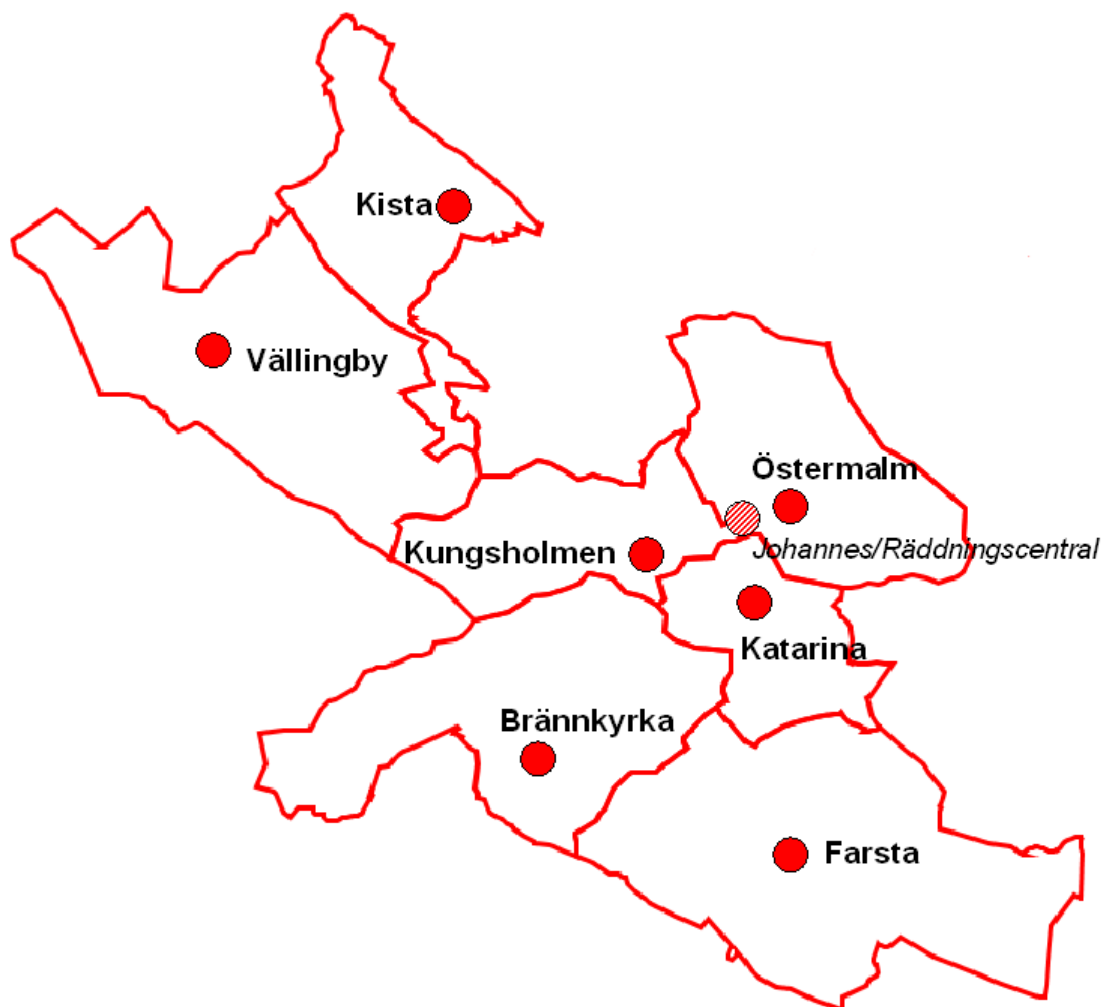 Kista
Vällingby
Östermalm
Johannes/Räddningscentral
Kungsholmen
Katarina
Brännkyrka
Farsta